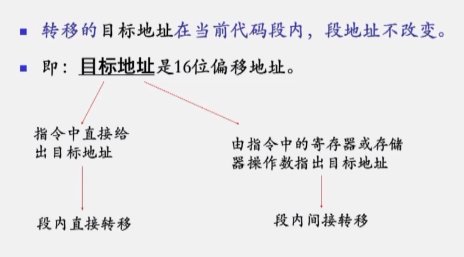 转移的目标地址在当前代码段内，段地址不改变。
即：目标地址是16位偏移地址。
指令中直接给
出目标地址
由指令中的寄存器或存储
器操作数指出目标地址
段内直接转移
段内间接转移